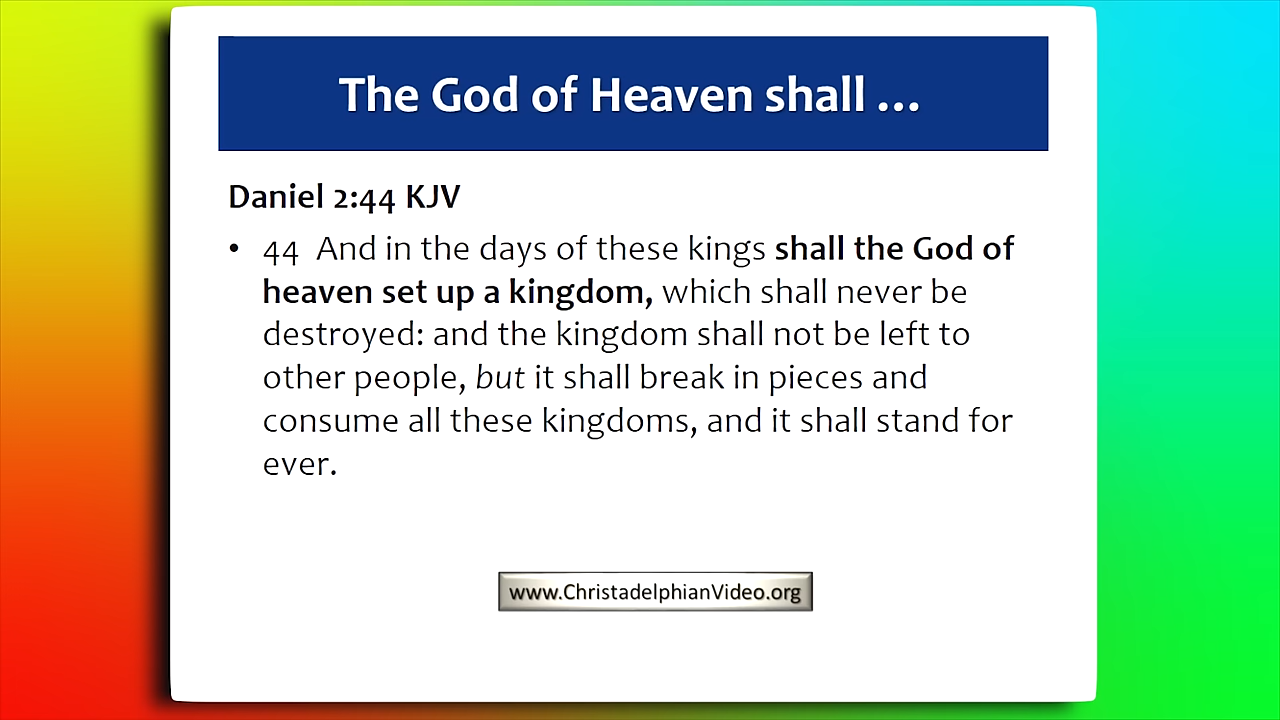 The God of Heaven shall ...
Daniel 2:44 KJV
• 44 And in the days of these kings shall the God of
heaven set up a kingdom, which shall never be
destroyed: and the kingdom shall not be left to
other people, but it shall break in pieces and
consume all these kingdoms, and it shall stand for
ever.
www.ChristadelphianVideo.org